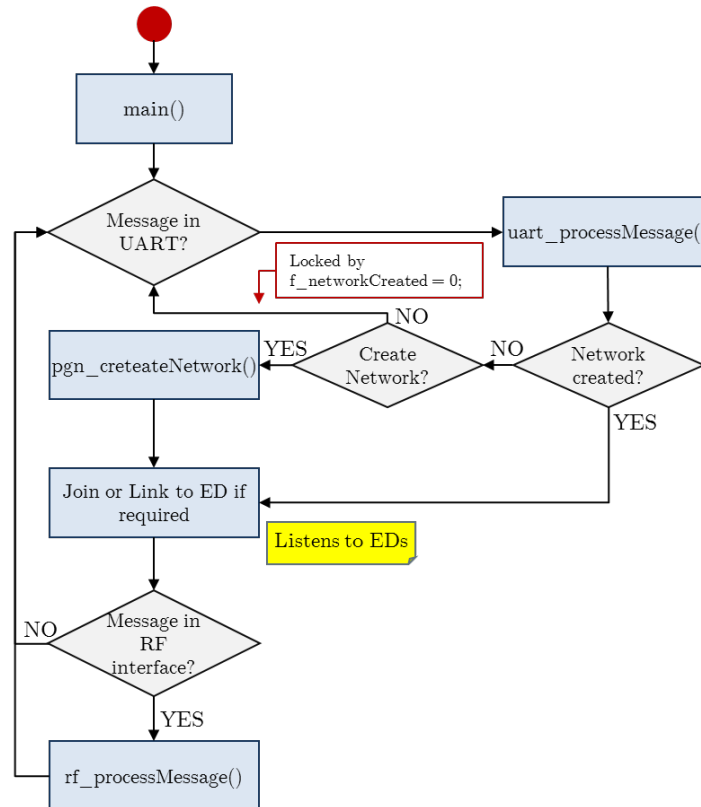 main()
Message in
UART?
uart_processMessage(
Locked by
f_networkCreated = 0;
NO
YES
Create
Network?
NO
Network
created?
pgn_creteateNetwork()
YES
Join or Link to ED if
required
Listens to EDs
Message in
RF
interface?
NO
YES
rf_processMessage()